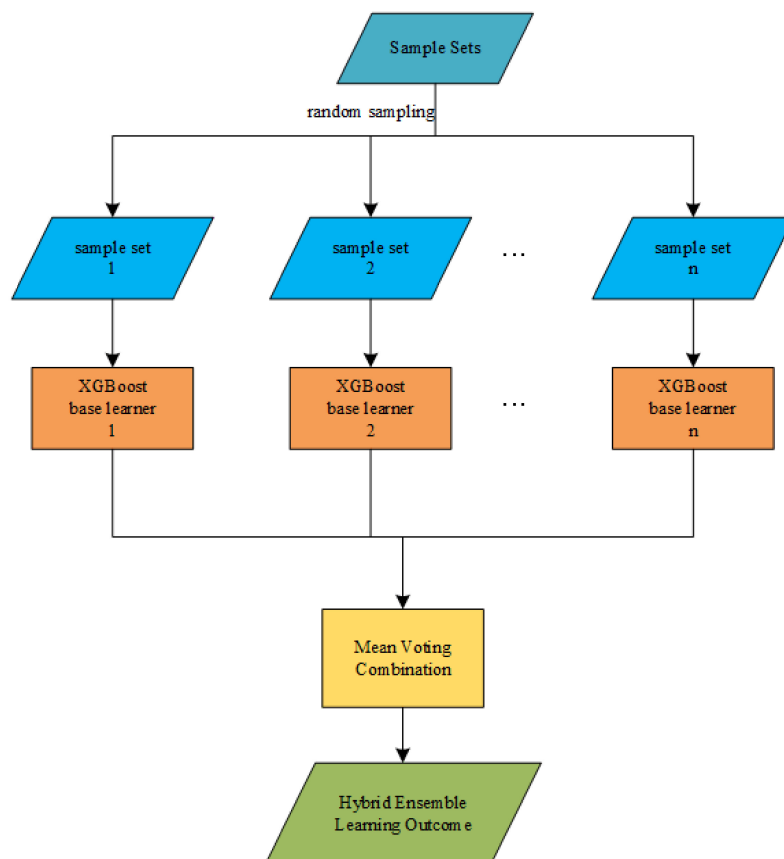 Sample Sets
random sampling
sample set
1
sample set
2
...
sample set
n
XGBoost
base learner
1
XGBoost
base learner
2
...
XGBoost
base learner
n
Mean Voting
Combination
Hybrid Ensemble
Learning Outcome